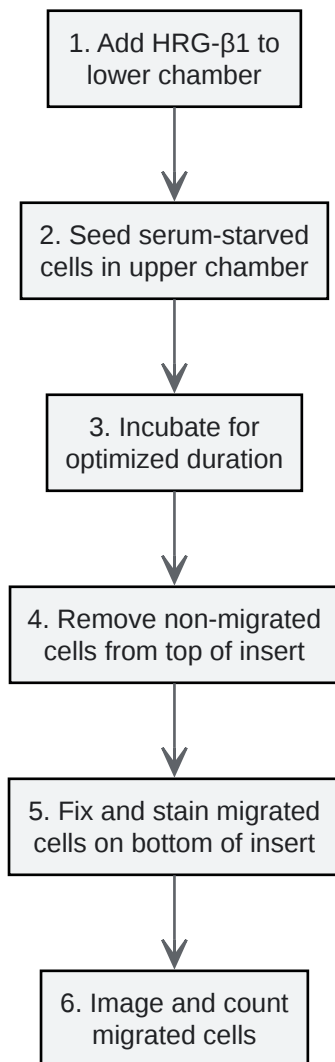 1. Add HRG-β1 to
lower chamber
2. Seed serum-starved
cells in upper chamber
3. Incubate for
optimized duration
4. Remove non-migrated
cells from top of insert
5. Fix and stain migrated
cells on bottom of insert
6. Image and count
migrated cells